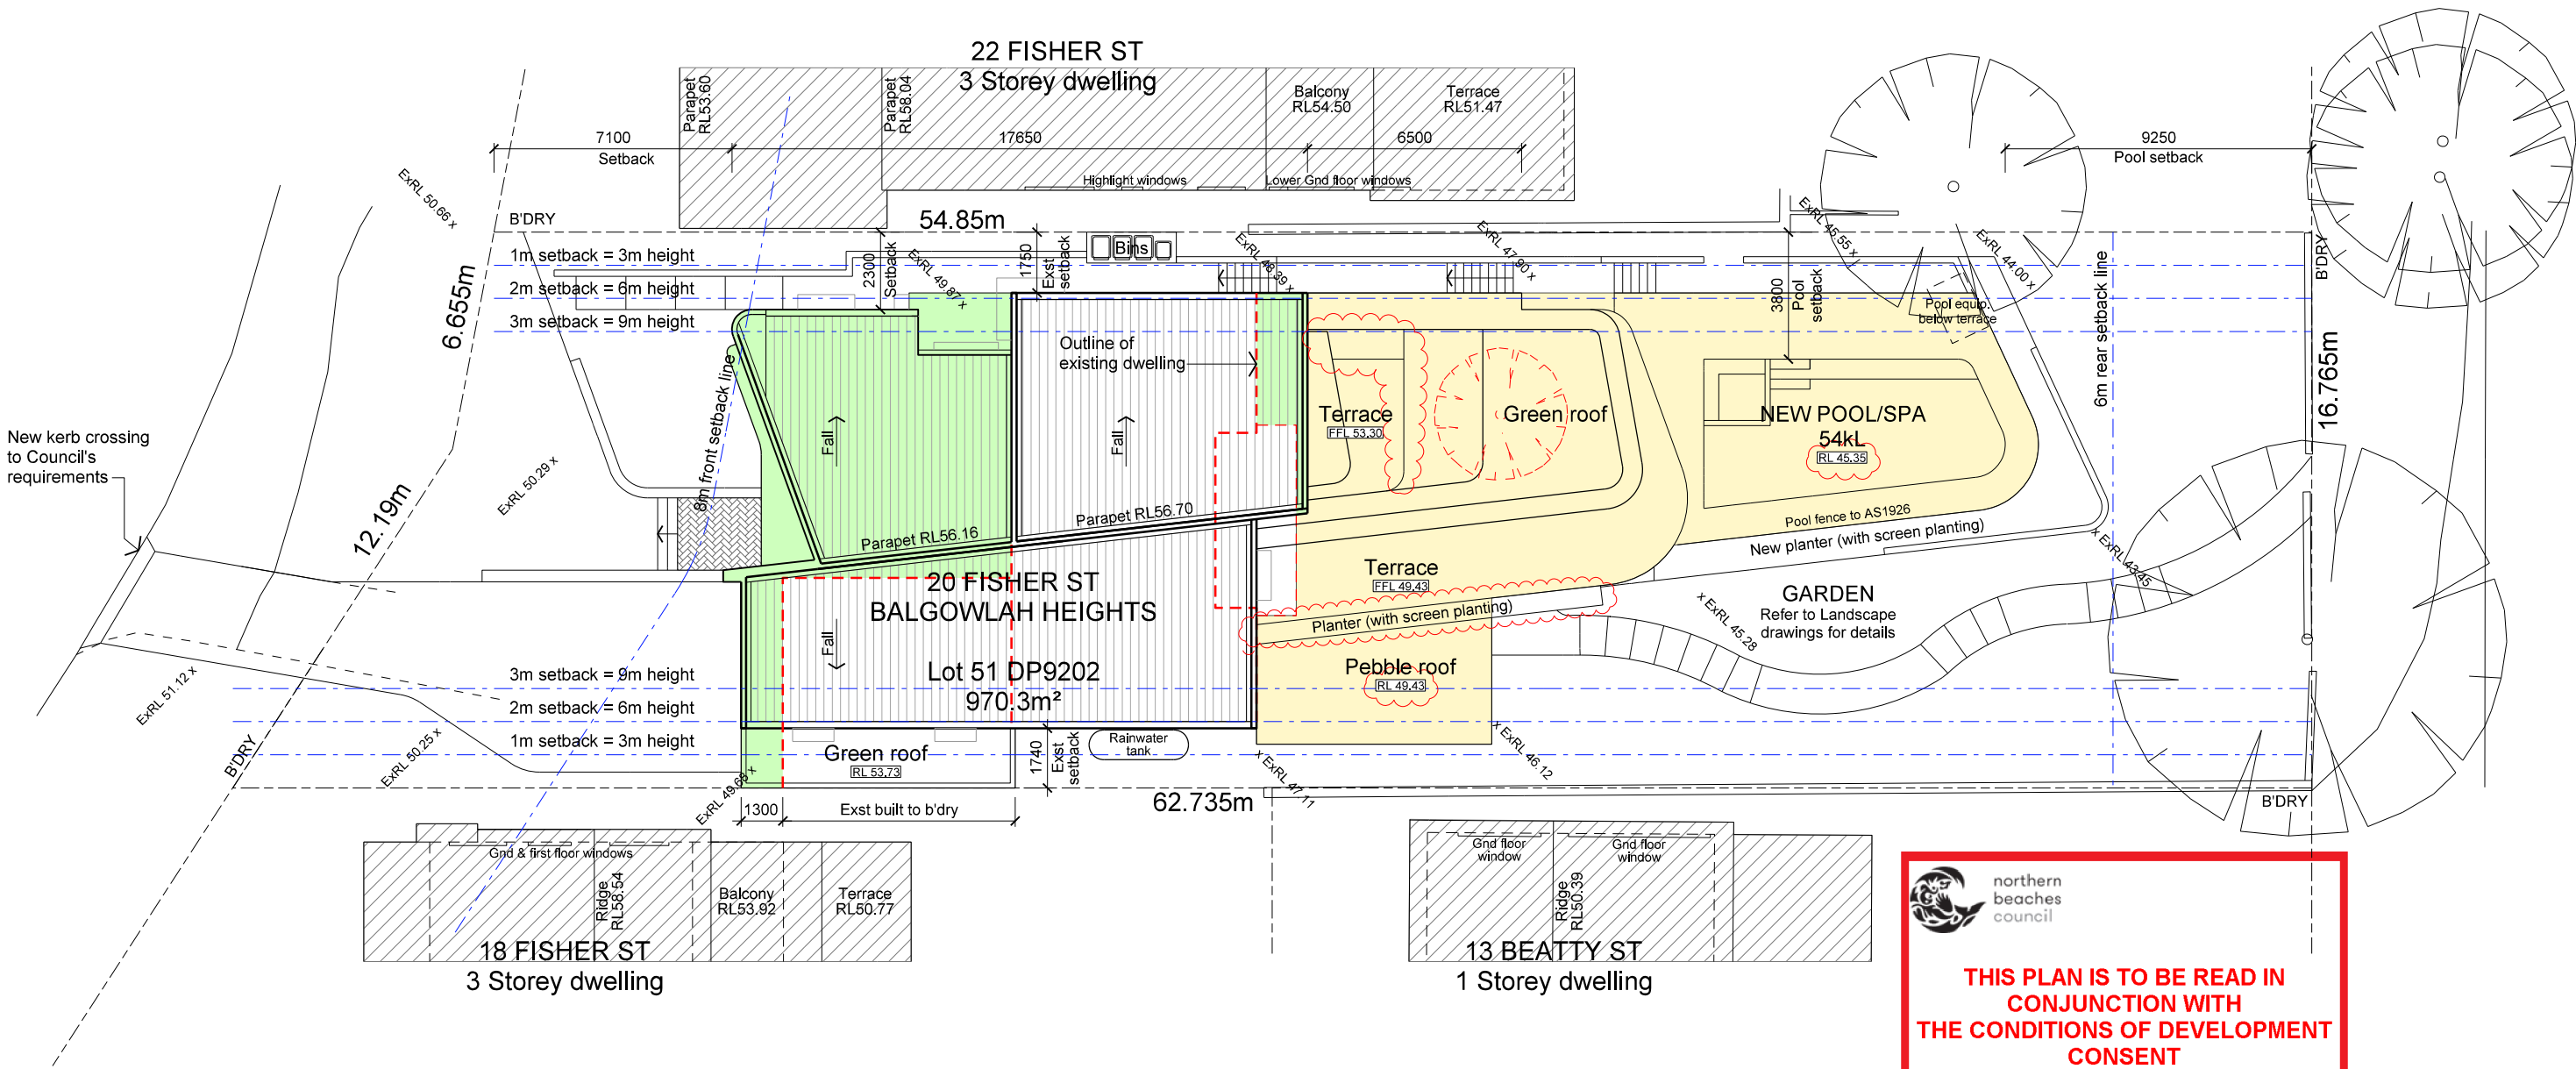 22 FISHER ST
3 Storey dwelling
Parapet
RL53.60
Parapet
RL58.04
Balcony
RL54.50
Terrace
RL51.47
7100
Setback
17650
6500
9250
Pool setback
Highlight windows
Lower Gnd floor windows
ExRL 50.66 x
B'DRY
54.85m
1m setback = 3m height
2m setback = 6m height
3m setback = 9m height
2300
Setback
ExRL 49.87 x
1750
Exst
setback
Bins
ExRL 48.39 x
ExRL 47.90 x
ExRL 45.55 x
ExRL 44.00 x
3800
Pool
setback
Pool equip.
below terrace
6m rear setback line
B'DRY
16.765m
6.655m
8m front setback line
Outline of
existing dwelling
Fall
Fall
Terrace
FFL 53.30
Green roof
NEW POOL/SPA
54kL
RL 45.35
New kerb crossing
to Council's
requirements
ExRL 50.29 x
12.19m
Parapet RL56.16
Parapet RL56.70
Pool fence to AS1926
New planter (with screen planting)
x ExRL 43.45
20 FISHER ST
BALGOWLAH HEIGHTS
Terrace
FFL 49.43
Planter (with screen planting)
GARDEN
Refer to Landscape
drawings for details
x ExRL 45.28
Fall
Lot 51 DP9202
970.3m²
Pebble roof
RL 49.43
ExRL 51.12 x
3m setback = 9m height
2m setback = 6m height
1m setback = 3m height
B'DRY
ExRL 50.25 x
Green roof
RL 53.73
1740
Exst
setback
Rainwater
tank
x ExRL 46.12
x ExRL 47.11
ExRL 49.68 x
1300
Exst built to b'dry
62.735m
B'DRY
Gnd & first floor windows
Ridge
RL58.54
Balcony
RL53.92
Terrace
RL50.77
18 FISHER ST
3 Storey dwelling
Gnd floor
window
Gnd floor
window
Ridge
RL50.39
13 BEATTY ST
1 Storey dwelling
northern
beaches
council
THIS PLAN IS TO BE READ IN
CONJUNCTION WITH
THE CONDITIONS OF DEVELOPMENT
CONSENT